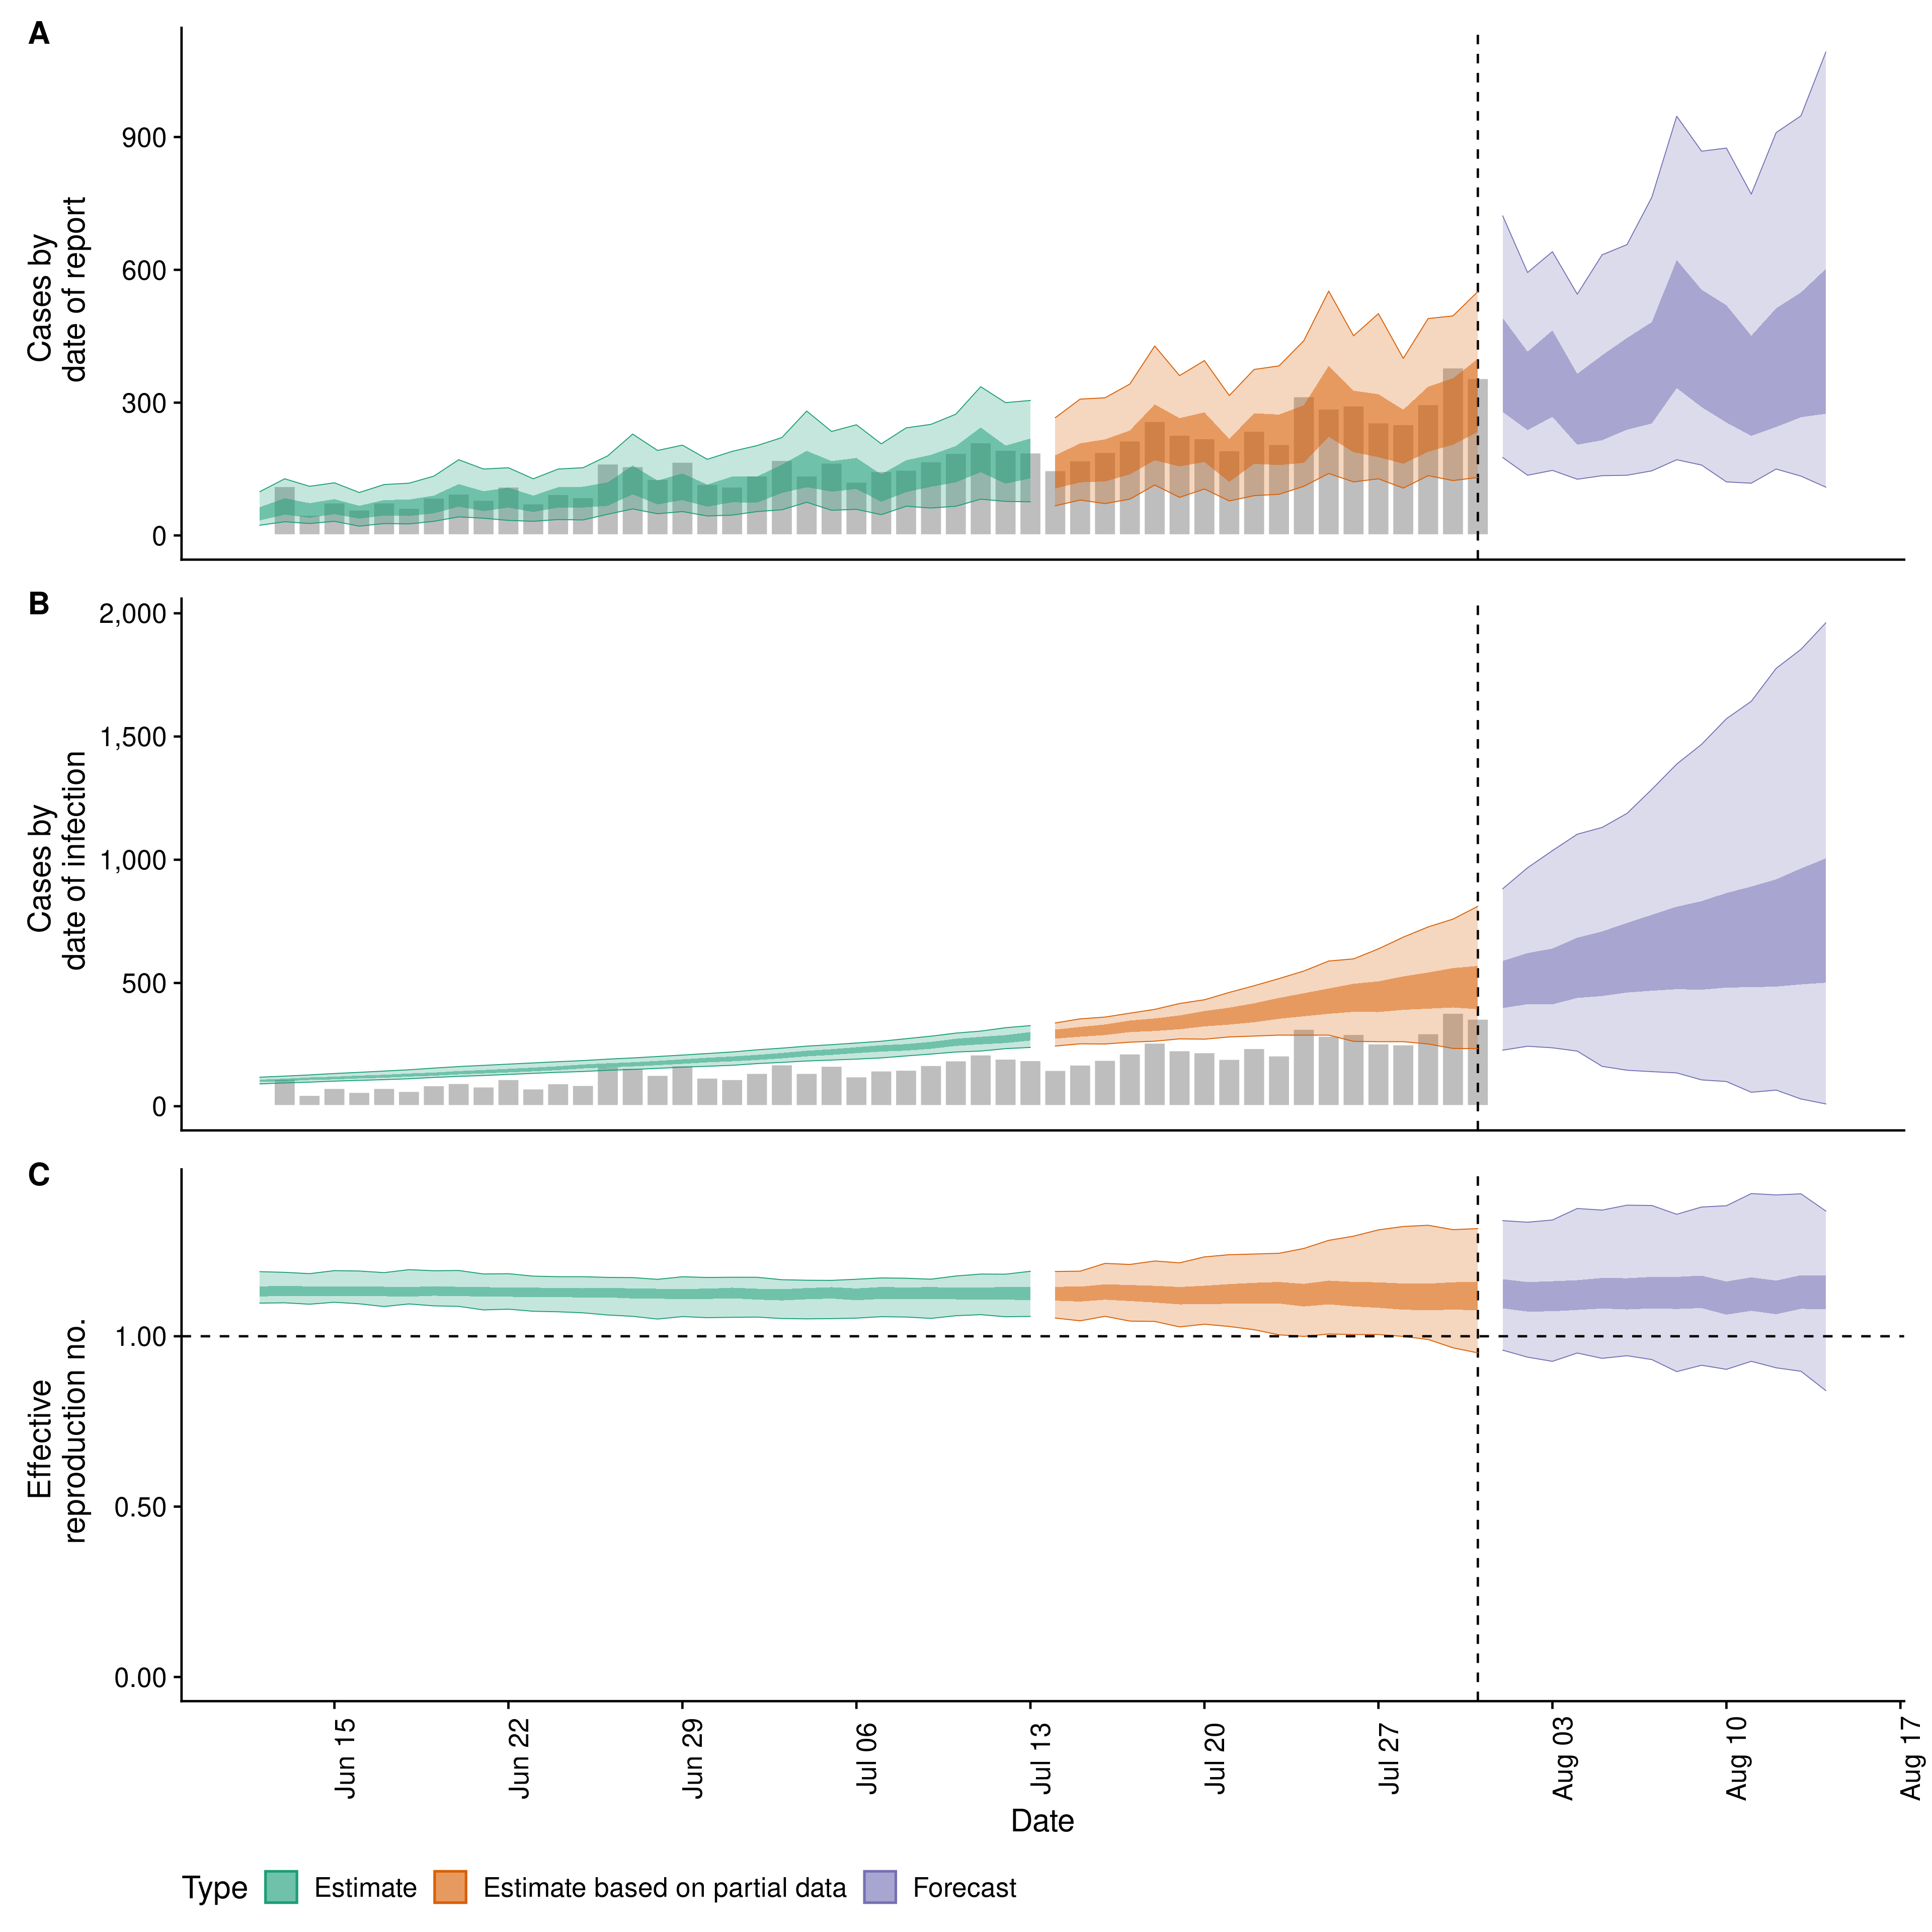 A
900
600
300
0
Cases by
date of report
B
2,000
1,500
1,000
500
0
Cases by
date of infection
C
1.00
0.50
0.00
Effective
reproduction no.
Jun 15
Jun 22
Jun 29
Jul 06
Jul 13
Jul 20
Jul 27
Aug 03
Aug 10
Aug 17
Date
Type Estimate Estimate based on partial data Forecast